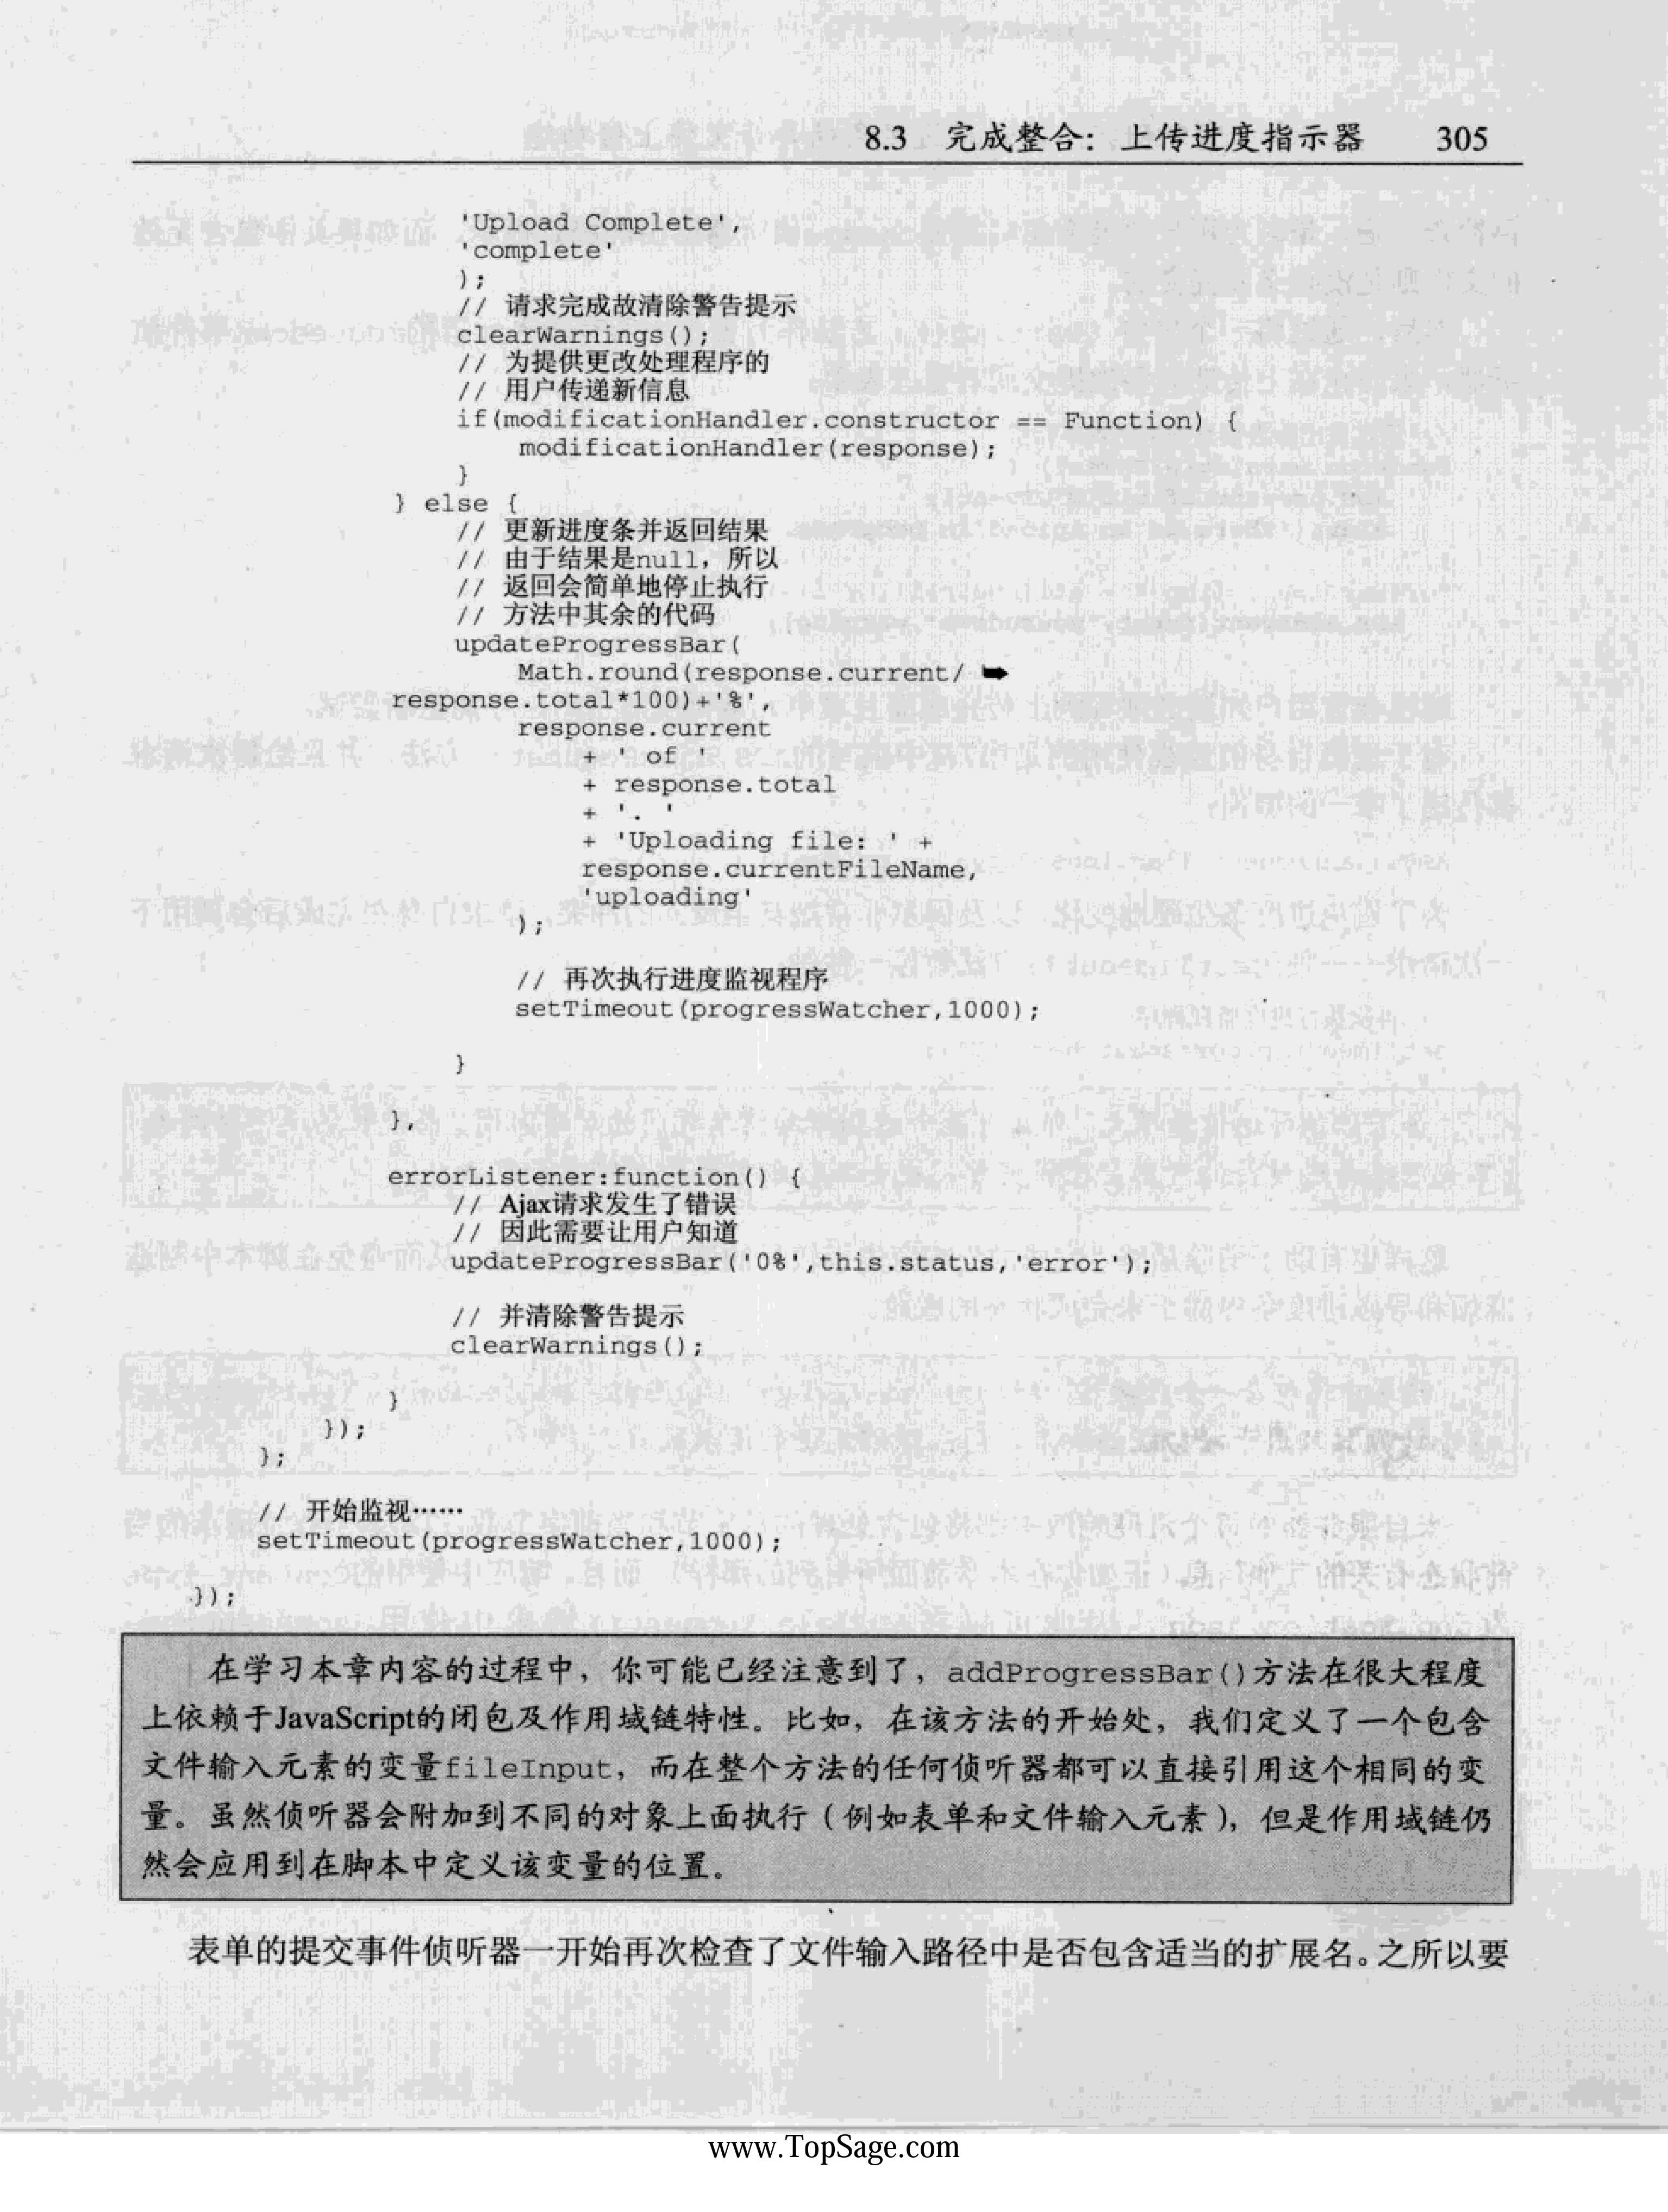 8.3 完成整合：上传进度指示器 305
'Upload Complete',
'complete'
);
// 请求完成故清除警告提示
clearWarnings();
// 为提供更改处理程序的
// 用户传递新信息
if(modificationHandler.constructor == Function) {
modificationHandler(response);
}
} else {
// 更新进度条并返回结果
// 由于结果是null，所以
// 返回会简单地停止执行
// 方法中其余的代码
updateProgressBar(
Math.round(response.current/ ➥
response.total*100)+'%',
response.current
+ ' of '
+ response.total
+ '. '
+ 'Uploading file: ' +
response.currentFileName,
'uploading'
);
// 再次执行进度监视程序
setTimeout(progressWatcher,1000);
}
},
errorListener:function() {
// Ajax请求发生了错误
// 因此需要让用户知道
updateProgressBar('0%',this.status,'error');
// 并清除警告提示
clearWarnings();
}
});
};
// 开始监视……
setTimeout(progressWatcher,1000);
});
在学习本章内容的过程中，你可能已经注意到了，addProgressBar()方法在很大程度
上依赖于JavaScript的闭包及作用域链特性。比如，在该方法的开始处，我们定义了一个包含
文件输入元素的变量fileInput，而在整个方法的任何侦听器都可以直接引用这个相同的变
量。虽然侦听器会附加到不同的对象上面执行（例如表单和文件输入元素），但是作用域链仍
然会应用到在脚本中定义该变量的位置。
表单的提交事件侦听器一开始再次检查了文件输入路径中是否包含适当的扩展名。之所以要
www.TopSage.com